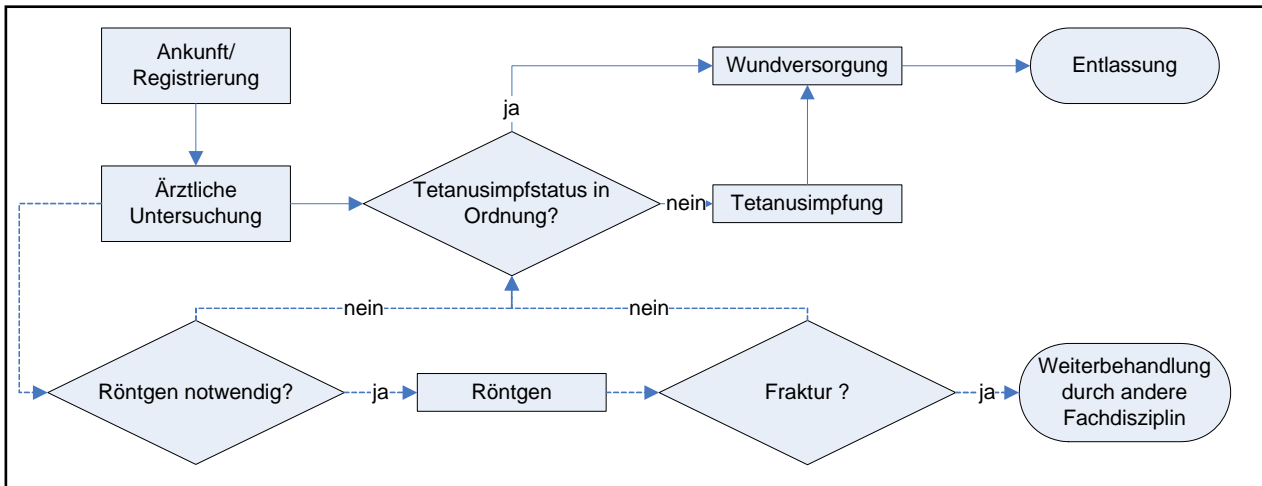 Ankunft/
Registrierung
Wundversorgung
Entlassung
ja
Ärztliche
Untersuchung
Tetanusimpfstatus in
Ordnung?
nein
Tetanusimpfung
nein
nein
Röntgen notwendig?
ja
Röntgen
Fraktur ?
ja
Weiterbehandlung
durch andere
Fachdisziplin